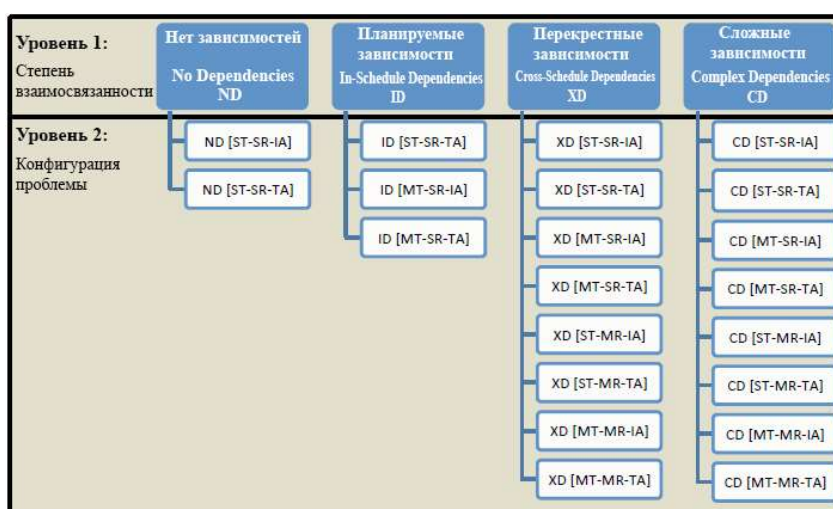 Уровень 1:
Степень
взаимосвязанности
Нет зависимостей
No Dependencies
ND
Планируемые
зависимости
In-Schedule Dependencies
ID
Перекрестные
зависимости
Cross-Schedule Dependencies
XD
Сложные
зависимости
Complex Dependencies
CD
Уровень 2:
Конфигурация
проблемы
ND [ST-SR-IA]
ND [ST-SR-TA]
ID [ST-SR-TA]
ID [MT-SR-IA]
ID [MT-SR-TA]
XD [ST-SR-IA]
XD [ST-SR-TA]
XD [MT-SR-IA]
XD [MT-SR-TA]
XD [ST-MR-IA]
XD [ST-MR-TA]
XD [MT-MR-IA]
XD [MT-MR-TA]
CD [ST-SR-IA]
CD [ST-SR-TA]
CD [MT-SR-IA]
CD [MT-SR-TA]
CD [ST-MR-IA]
CD [ST-MR-TA]
CD [MT-MR-IA]
CD [MT-MR-TA]